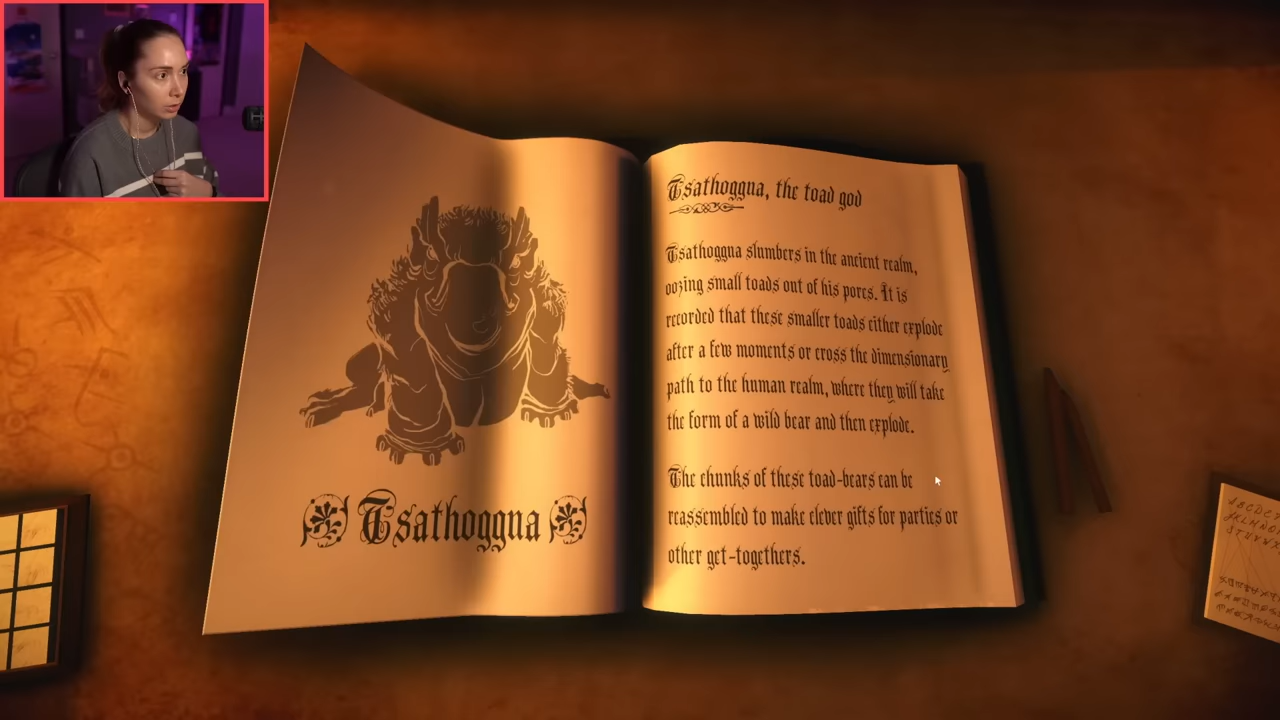 Tsathoggua
Tsathoggua, the toad god
Tsathoggua slumbers in the ancient realm,
oozing small toads out of his pores. It is
recorded that these smaller toads either explode
after a few moments or cross the dimensionary
path to the human realm, where they will take
the form of a wild bear and then explode.
The chunks of these toad-bears can be
reassembled to make clever gifts for parties or
other get-togethers.